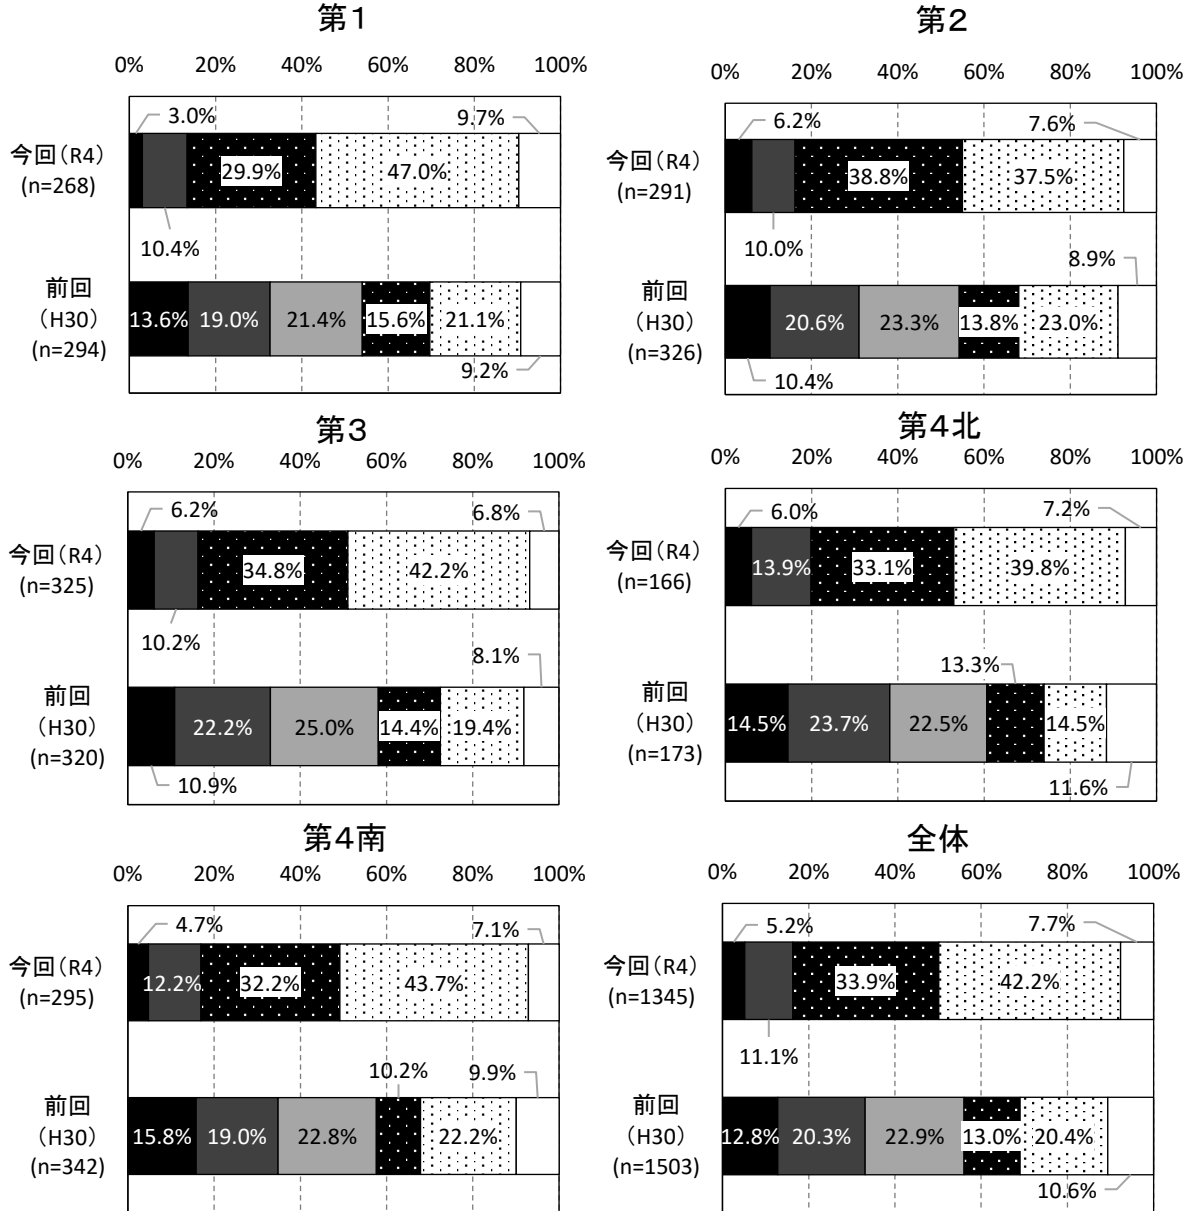 第1
0% 20% 40% 60% 80% 100%
3.0% 9.7%
今回(R4)
(n=268)
29.9% 47.0%
10.4%
前回
(H30)
(n=294)
13.6% 19.0% 21.4% 15.6% 21.1%
9.2%
第2
0% 20% 40% 60% 80% 100%
6.2% 7.6%
今回(R4)
(n=291)
38.8% 37.5%
10.0%
8.9%
前回
(H30)
(n=326)
20.6% 23.3% 13.8% 23.0%
10.4%
第3
0% 20% 40% 60% 80% 100%
6.2% 6.8%
今回(R4)
(n=325)
34.8% 42.2%
10.2%
8.1%
前回
(H30)
(n=320)
22.2% 25.0% 14.4% 19.4%
10.9%
第4北
0% 20% 40% 60% 80% 100%
6.0% 7.2%
今回(R4)
(n=166)
13.9% 33.1% 39.8%
13.3%
前回
(H30)
(n=173)
14.5% 23.7% 22.5% 14.5%
11.6%
第4南
0% 20% 40% 60% 80% 100%
4.7% 7.1%
今回(R4)
(n=295)
12.2% 32.2% 43.7%
10.2% 9.9%
前回
(H30)
(n=342)
15.8% 19.0% 22.8% 22.2%
全体
0% 20% 40% 60% 80% 100%
5.2% 7.7%
今回(R4)
(n=1345)
33.9% 42.2%
11.1%
前回
(H30)
(n=1503)
12.8% 20.3% 22.9% 13.0% 20.4%
10.6%